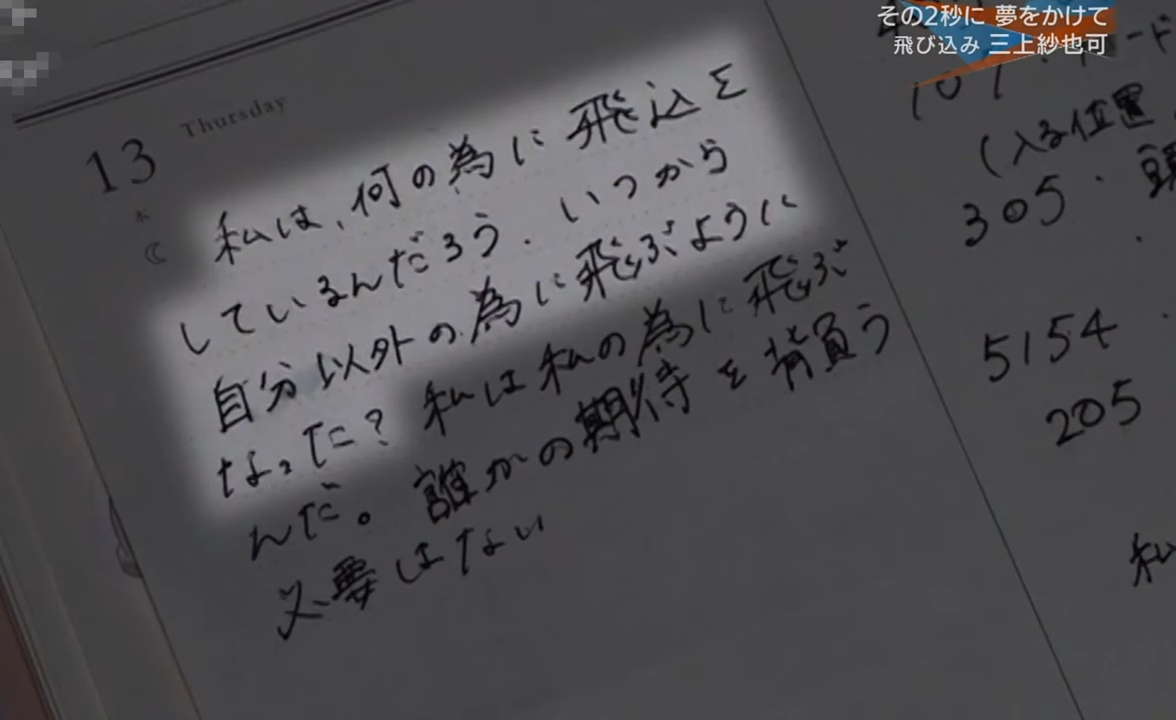 その2秒に 夢をかけて
飛び込み 三上紗也可
13
Thursday
木
私は、何の為に飛込を
しているんだろう. いつから
自分以外の為に飛ぶように
なった? 私は私の為に飛ぶ
んだ。誰かの期待を背負う
必要はない
107
(入る位置
305.
5154
205
私